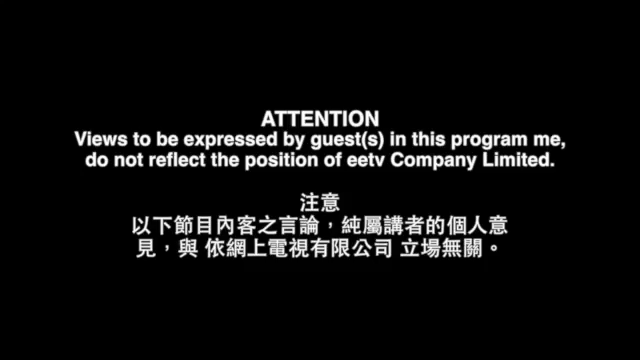 ATTENTION
Views to be expressed by guest(s) in this program me,
do not reflect the position of eetv Company Limited.
注意
以下節目內客之言論，純屬講者的個人意
見，與 依網上電視有限公司 立場無關。